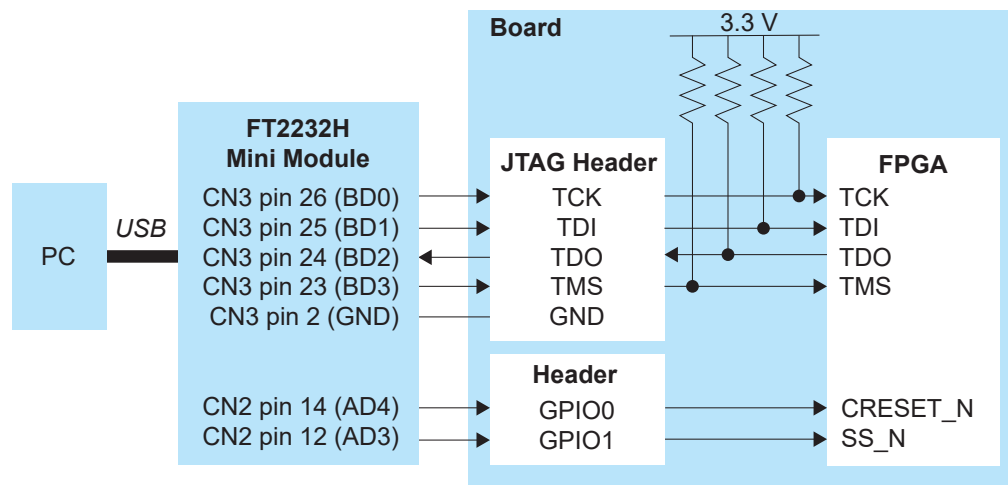 Board
3.3 V
FT2232H
Mini Module
JTAG Header
FPGA
PC
USB
CN3 pin 26 (BD0)
CN3 pin 25 (BD1)
CN3 pin 24 (BD2)
CN3 pin 23 (BD3)
CN3 pin 2 (GND)
CN2 pin 14 (AD4)
CN2 pin 12 (AD3)
TCK
TDI
TDO
TMS
GND
Header
GPIO0
GPIO1
TCK
TDI
TDO
TMS
CRESET_N
SS_N